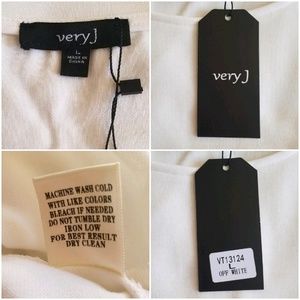 very J
L
MADE IN
CHINA
very J
MACHINE WASH COLD
WITH LIKE COLORS
BLEACH IF NEEDED
DO NOT TUMBLE DRY
IRON LOW
FOR BEST RESULT
DRY CLEAN
VT13124
L
OFF WHITE